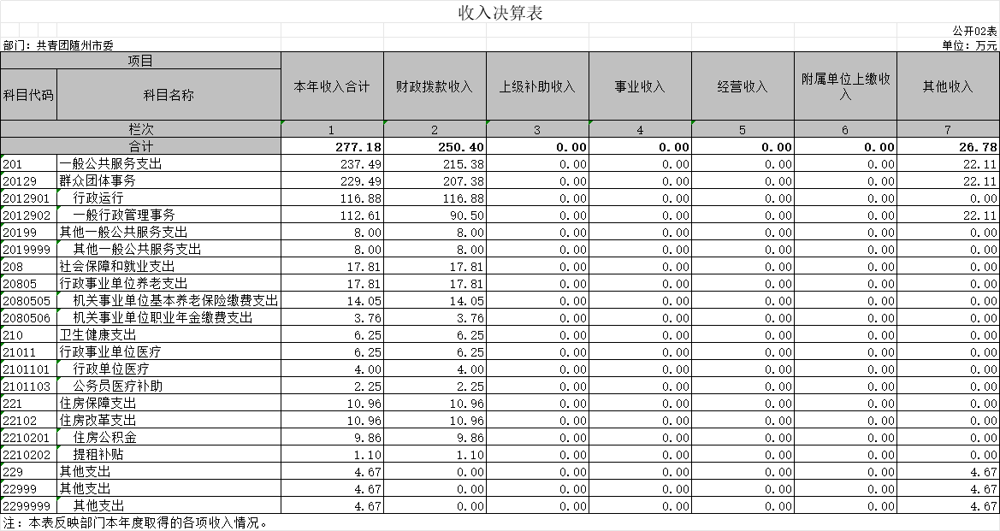 收入决算表
公开02表
部门：共青团随州市委 单位：万元
项目 本年收入合计 财政拨款收入 上级补助收入 事业收入 经营收入 附属单位上缴收入 其他收入
科目代码 科目名称
栏次 1 2 3 4 5 6 7
合计 277.18 250.40 0.00 0.00 0.00 0.00 26.78
201 一般公共服务支出 237.49 215.38 0.00 0.00 0.00 0.00 22.11
20129 群众团体事务 229.49 207.38 0.00 0.00 0.00 0.00 22.11
2012901 行政运行 116.88 116.88 0.00 0.00 0.00 0.00 0.00
2012902 一般行政管理事务 112.61 90.50 0.00 0.00 0.00 0.00 22.11
20199 其他一般公共服务支出 8.00 8.00 0.00 0.00 0.00 0.00 0.00
2019999 其他一般公共服务支出 8.00 8.00 0.00 0.00 0.00 0.00 0.00
208 社会保障和就业支出 17.81 17.81 0.00 0.00 0.00 0.00 0.00
20805 行政事业单位养老支出 17.81 17.81 0.00 0.00 0.00 0.00 0.00
2080505 机关事业单位基本养老保险缴费支出 14.05 14.05 0.00 0.00 0.00 0.00 0.00
2080506 机关事业单位职业年金缴费支出 3.76 3.76 0.00 0.00 0.00 0.00 0.00
210 卫生健康支出 6.25 6.25 0.00 0.00 0.00 0.00 0.00
21011 行政事业单位医疗 6.25 6.25 0.00 0.00 0.00 0.00 0.00
2101101 行政单位医疗 4.00 4.00 0.00 0.00 0.00 0.00 0.00
2101103 公务员医疗补助 2.25 2.25 0.00 0.00 0.00 0.00 0.00
221 住房保障支出 10.96 10.96 0.00 0.00 0.00 0.00 0.00
22102 住房改革支出 10.96 10.96 0.00 0.00 0.00 0.00 0.00
2210201 住房公积金 9.86 9.86 0.00 0.00 0.00 0.00 0.00
2210202 提租补贴 1.10 1.10 0.00 0.00 0.00 0.00 0.00
229 其他支出 4.67 0.00 0.00 0.00 0.00 0.00 4.67
22999 其他支出 4.67 0.00 0.00 0.00 0.00 0.00 4.67
2299999 其他支出 4.67 0.00 0.00 0.00 0.00 0.00 4.67
注：本表反映部门本年度取得的各项收入情况。